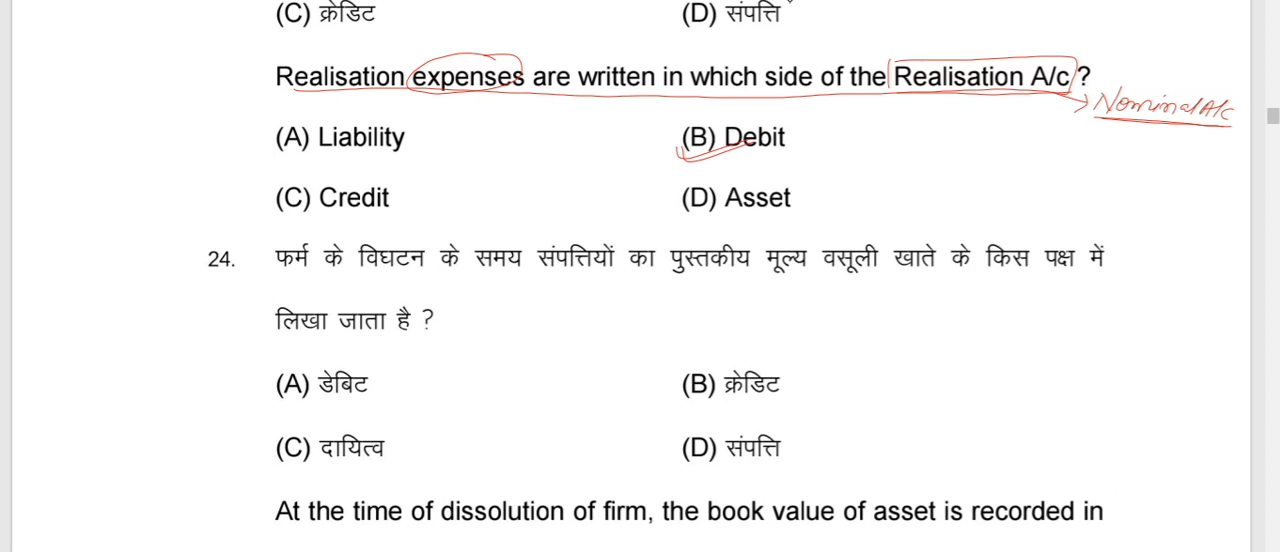 (C) क्रेडिट (D) संपत्ति
Realisation expenses are written in which side of the Realisation A/c ?
Nominal A/c
(A) Liability (B) Debit
(C) Credit (D) Asset
24. फर्म के विघटन के समय संपत्तियों का पुस्तकीय मूल्य वसूली खाते के किस पक्ष में
लिखा जाता है ?
(A) डेबिट (B) क्रेडिट
(C) दायित्व (D) संपत्ति
At the time of dissolution of firm, the book value of asset is recorded in